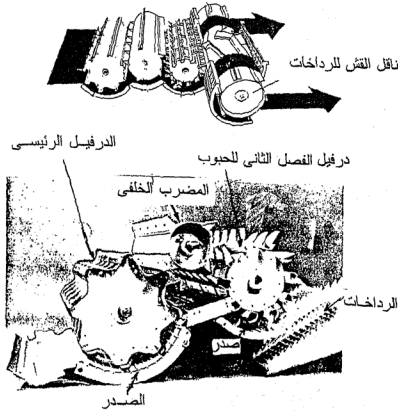 ناقل القش للرداخات
الدرفيل الرئيسى
درفيل الفصل الثانى للحبوب
المضرب الخلفى
الرداخات
صدر
الصدر